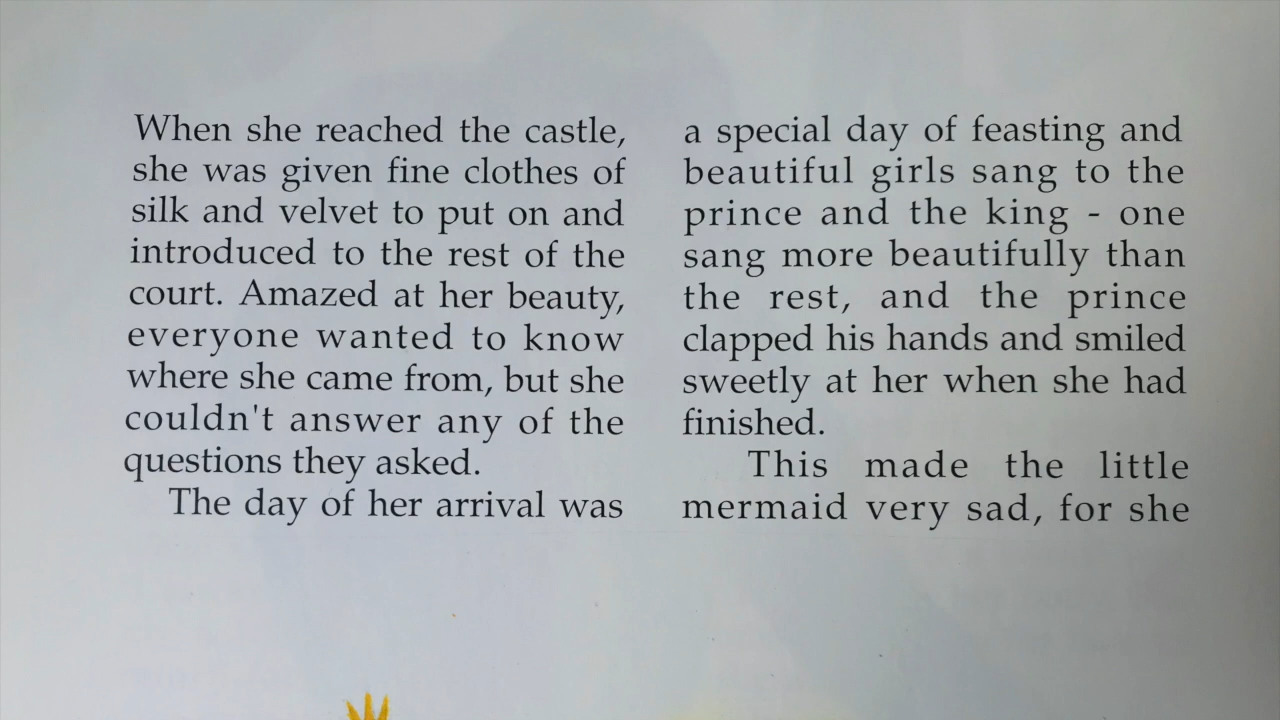 When she reached the castle,
she was given fine clothes of
silk and velvet to put on and
introduced to the rest of the
court. Amazed at her beauty,
everyone wanted to know
where she came from, but she
couldn't answer any of the
questions they asked.
The day of her arrival was
a special day of feasting and
beautiful girls sang to the
prince and the king - one
sang more beautifully than
the rest, and the prince
clapped his hands and smiled
sweetly at her when she had
finished.
This made the little
mermaid very sad, for she